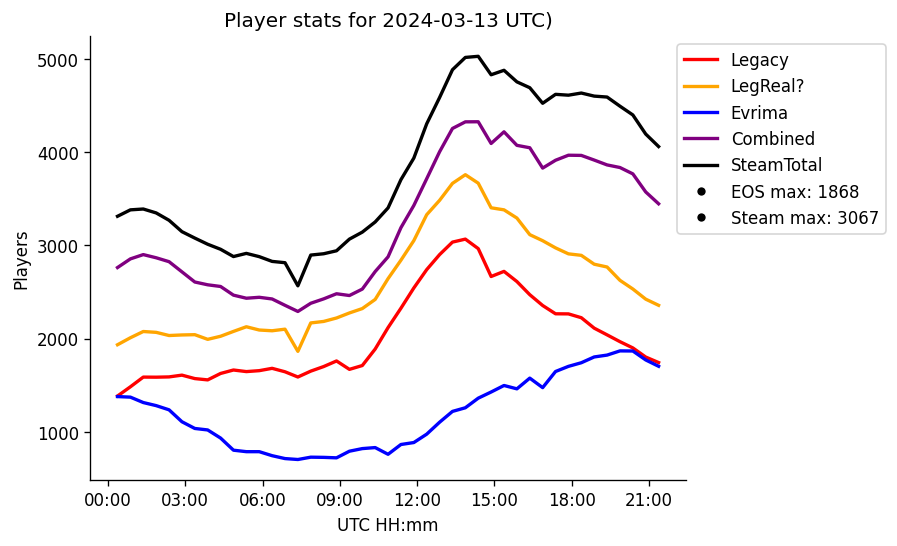 Player stats for 2024-03-13 UTC)
5000
4000
3000
2000
1000
Players
00:00 03:00 06:00 09:00 12:00 15:00 18:00 21:00
UTC HH:mm
Legacy
LegReal?
Evrima
Combined
SteamTotal
EOS max: 1868
Steam max: 3067